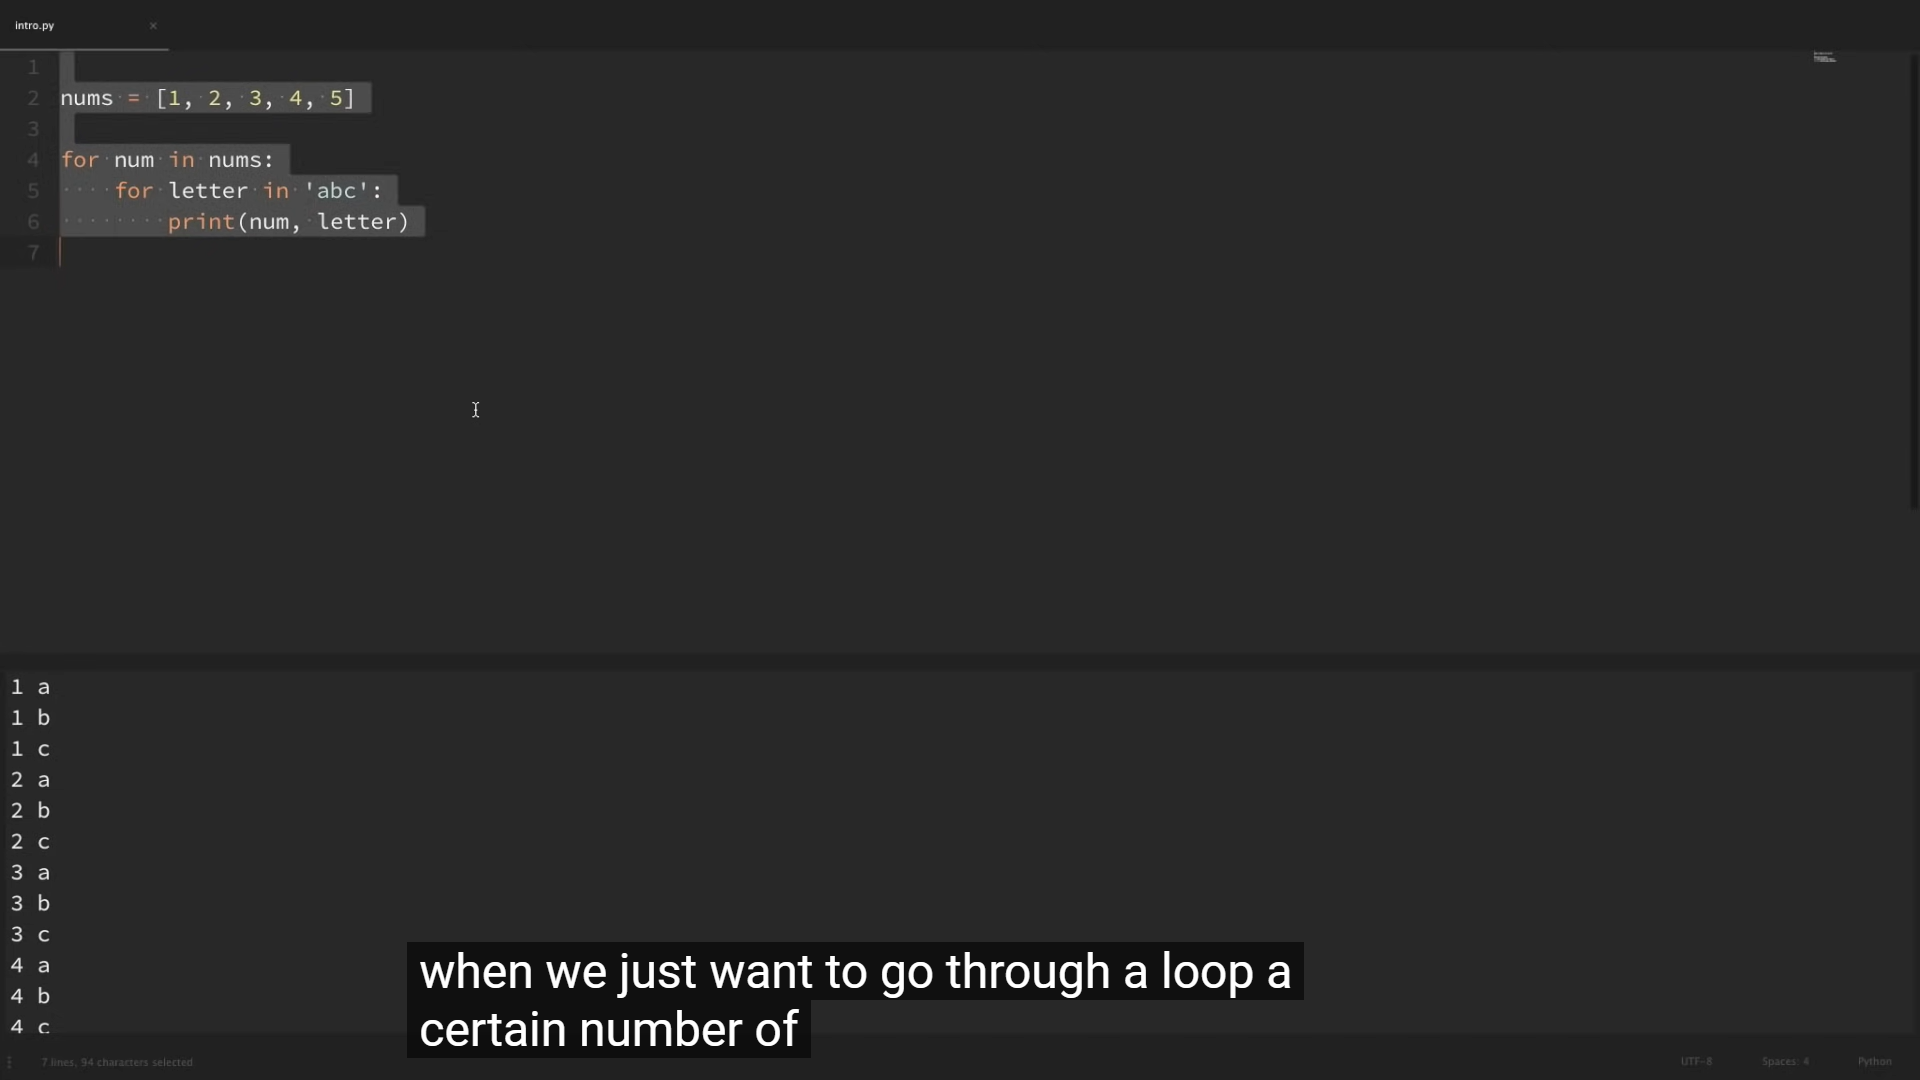 intro.py
1
2 nums = [1, 2, 3, 4, 5]
3
4 for num in nums:
5     for letter in 'abc':
6         print(num, letter)
7
1 a
1 b
1 c
2 a
2 b
2 c
3 a
3 b
3 c
4 a
4 b
4 c
when we just want to go through a loop a
certain number of
7 lines, 94 characters selected
UTF-8 Spaces: 4 Python